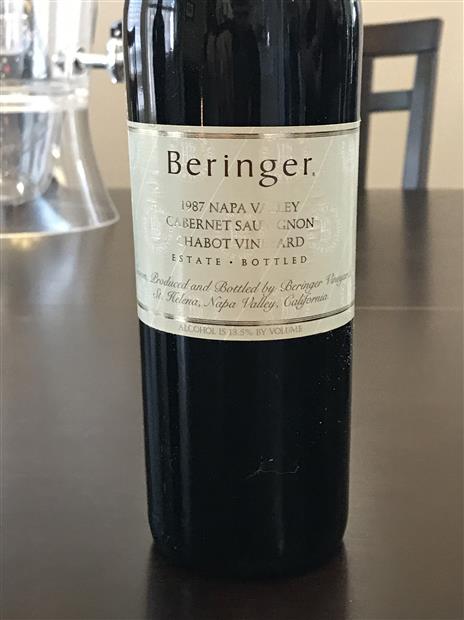 Beringer.
1987 NAPA VALLEY
CABERNET SAUVIGNON
CHABOT VINEYARD
ESTATE · BOTTLED
Produced and Bottled by Beringer Vineyards
St. Helena, Napa Valley, California
ALCOHOL IS 13.5% BY VOLUME